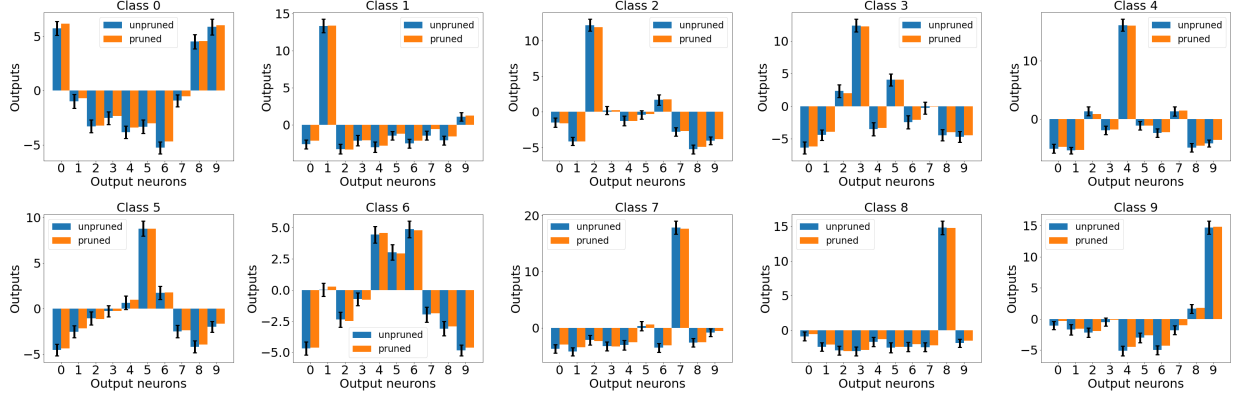 Class 0
5
0
−5
Outputs
unpruned
pruned
0 1 2 3 4 5 6 7 8 9
Output neurons
Class 1
15
10
5
0
Outputs
unpruned
pruned
0 1 2 3 4 5 6 7 8 9
Output neurons
Class 2
10
5
0
−5
Outputs
unpruned
pruned
0 1 2 3 4 5 6 7 8 9
Output neurons
Class 3
10
5
0
−5
Outputs
unpruned
pruned
0 1 2 3 4 5 6 7 8 9
Output neurons
Class 4
10
0
Outputs
unpruned
pruned
0 1 2 3 4 5 6 7 8 9
Output neurons
Class 5
10
5
0
−5
Outputs
unpruned
pruned
0 1 2 3 4 5 6 7 8 9
Output neurons
Class 6
5.0
2.5
0.0
−2.5
−5.0
Outputs
unpruned
pruned
0 1 2 3 4 5 6 7 8 9
Output neurons
Class 7
20
10
0
Outputs
unpruned
pruned
0 1 2 3 4 5 6 7 8 9
Output neurons
Class 8
15
10
5
0
Outputs
unpruned
pruned
0 1 2 3 4 5 6 7 8 9
Output neurons
Class 9
15
10
5
0
−5
Outputs
unpruned
pruned
0 1 2 3 4 5 6 7 8 9
Output neurons